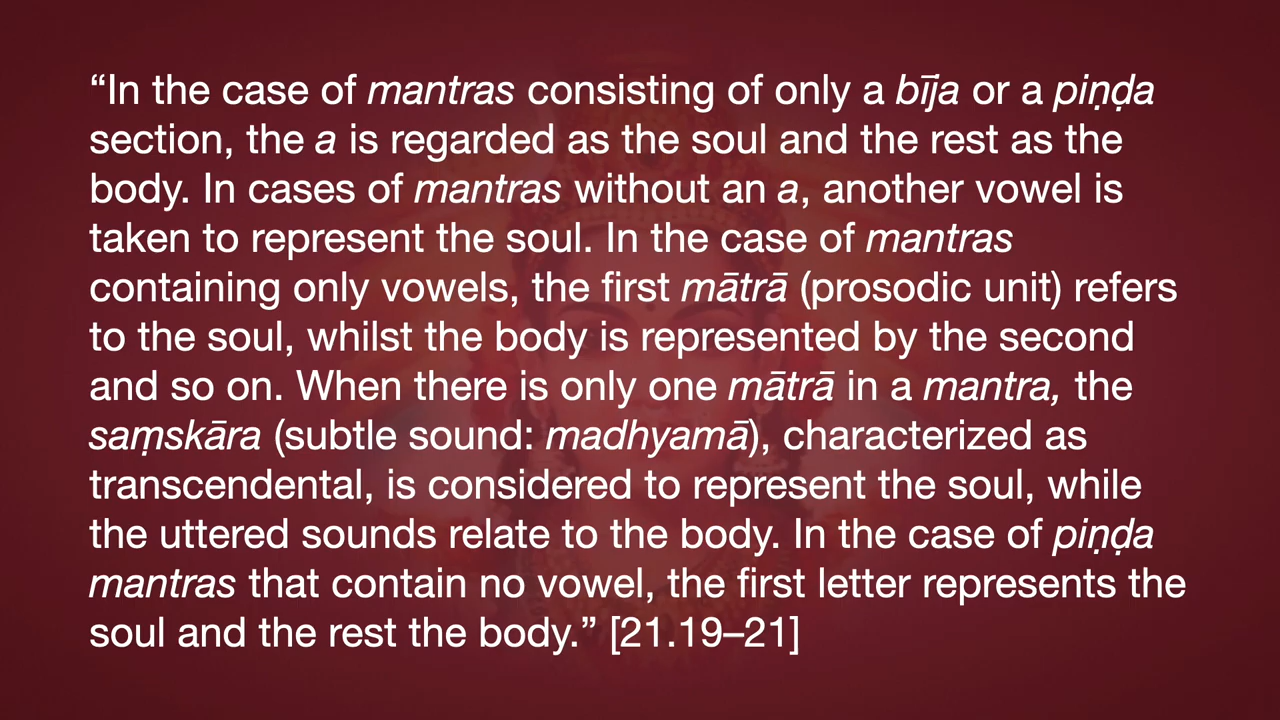 “In the case of mantras consisting of only a bīja or a piṇḍa
section, the a is regarded as the soul and the rest as the
body. In cases of mantras without an a, another vowel is
taken to represent the soul. In the case of mantras
containing only vowels, the first mātrā (prosodic unit) refers
to the soul, whilst the body is represented by the second
and so on. When there is only one mātrā in a mantra, the
saṃskāra (subtle sound: madhyamā), characterized as
transcendental, is considered to represent the soul, while
the uttered sounds relate to the body. In the case of piṇḍa
mantras that contain no vowel, the first letter represents the
soul and the rest the body.” [21.19–21]